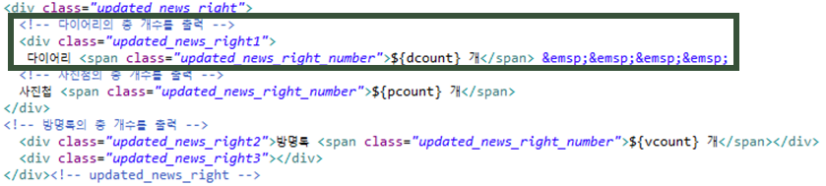 <div class="updated_news_right">
<!-- 다이어리의 총 개수를 출력 -->
<div class="updated_news_right1">
다이어리 <span class="updated_news_right_number">${dcount} 개</span> &emsp;&emsp;&emsp;&emsp;
<!-- 사진첩의 총 개수를 출력 -->
사진첩 <span class="updated_news_right_number">${pcount} 개</span>
</div>
<!-- 방명록의 총 개수를 출력 -->
<div class="updated_news_right2">방명록 <span class="updated_news_right_number">${vcount} 개</span></div>
<div class="updated_news_right3"></div>
</div><!-- updated_news_right -->